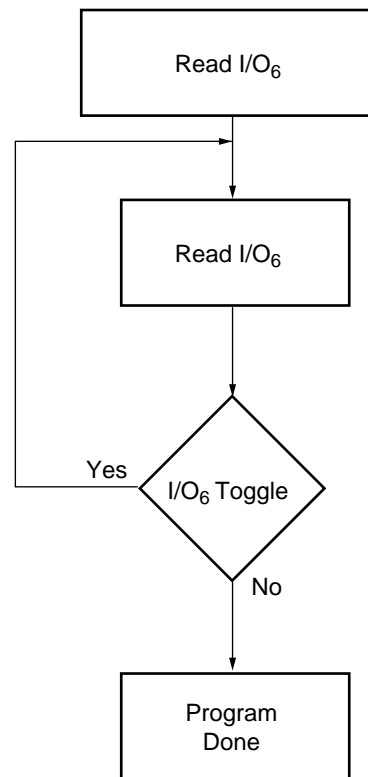 Read I/O6
Read I/O6
Yes
I/O6 Toggle
No
Program
Done